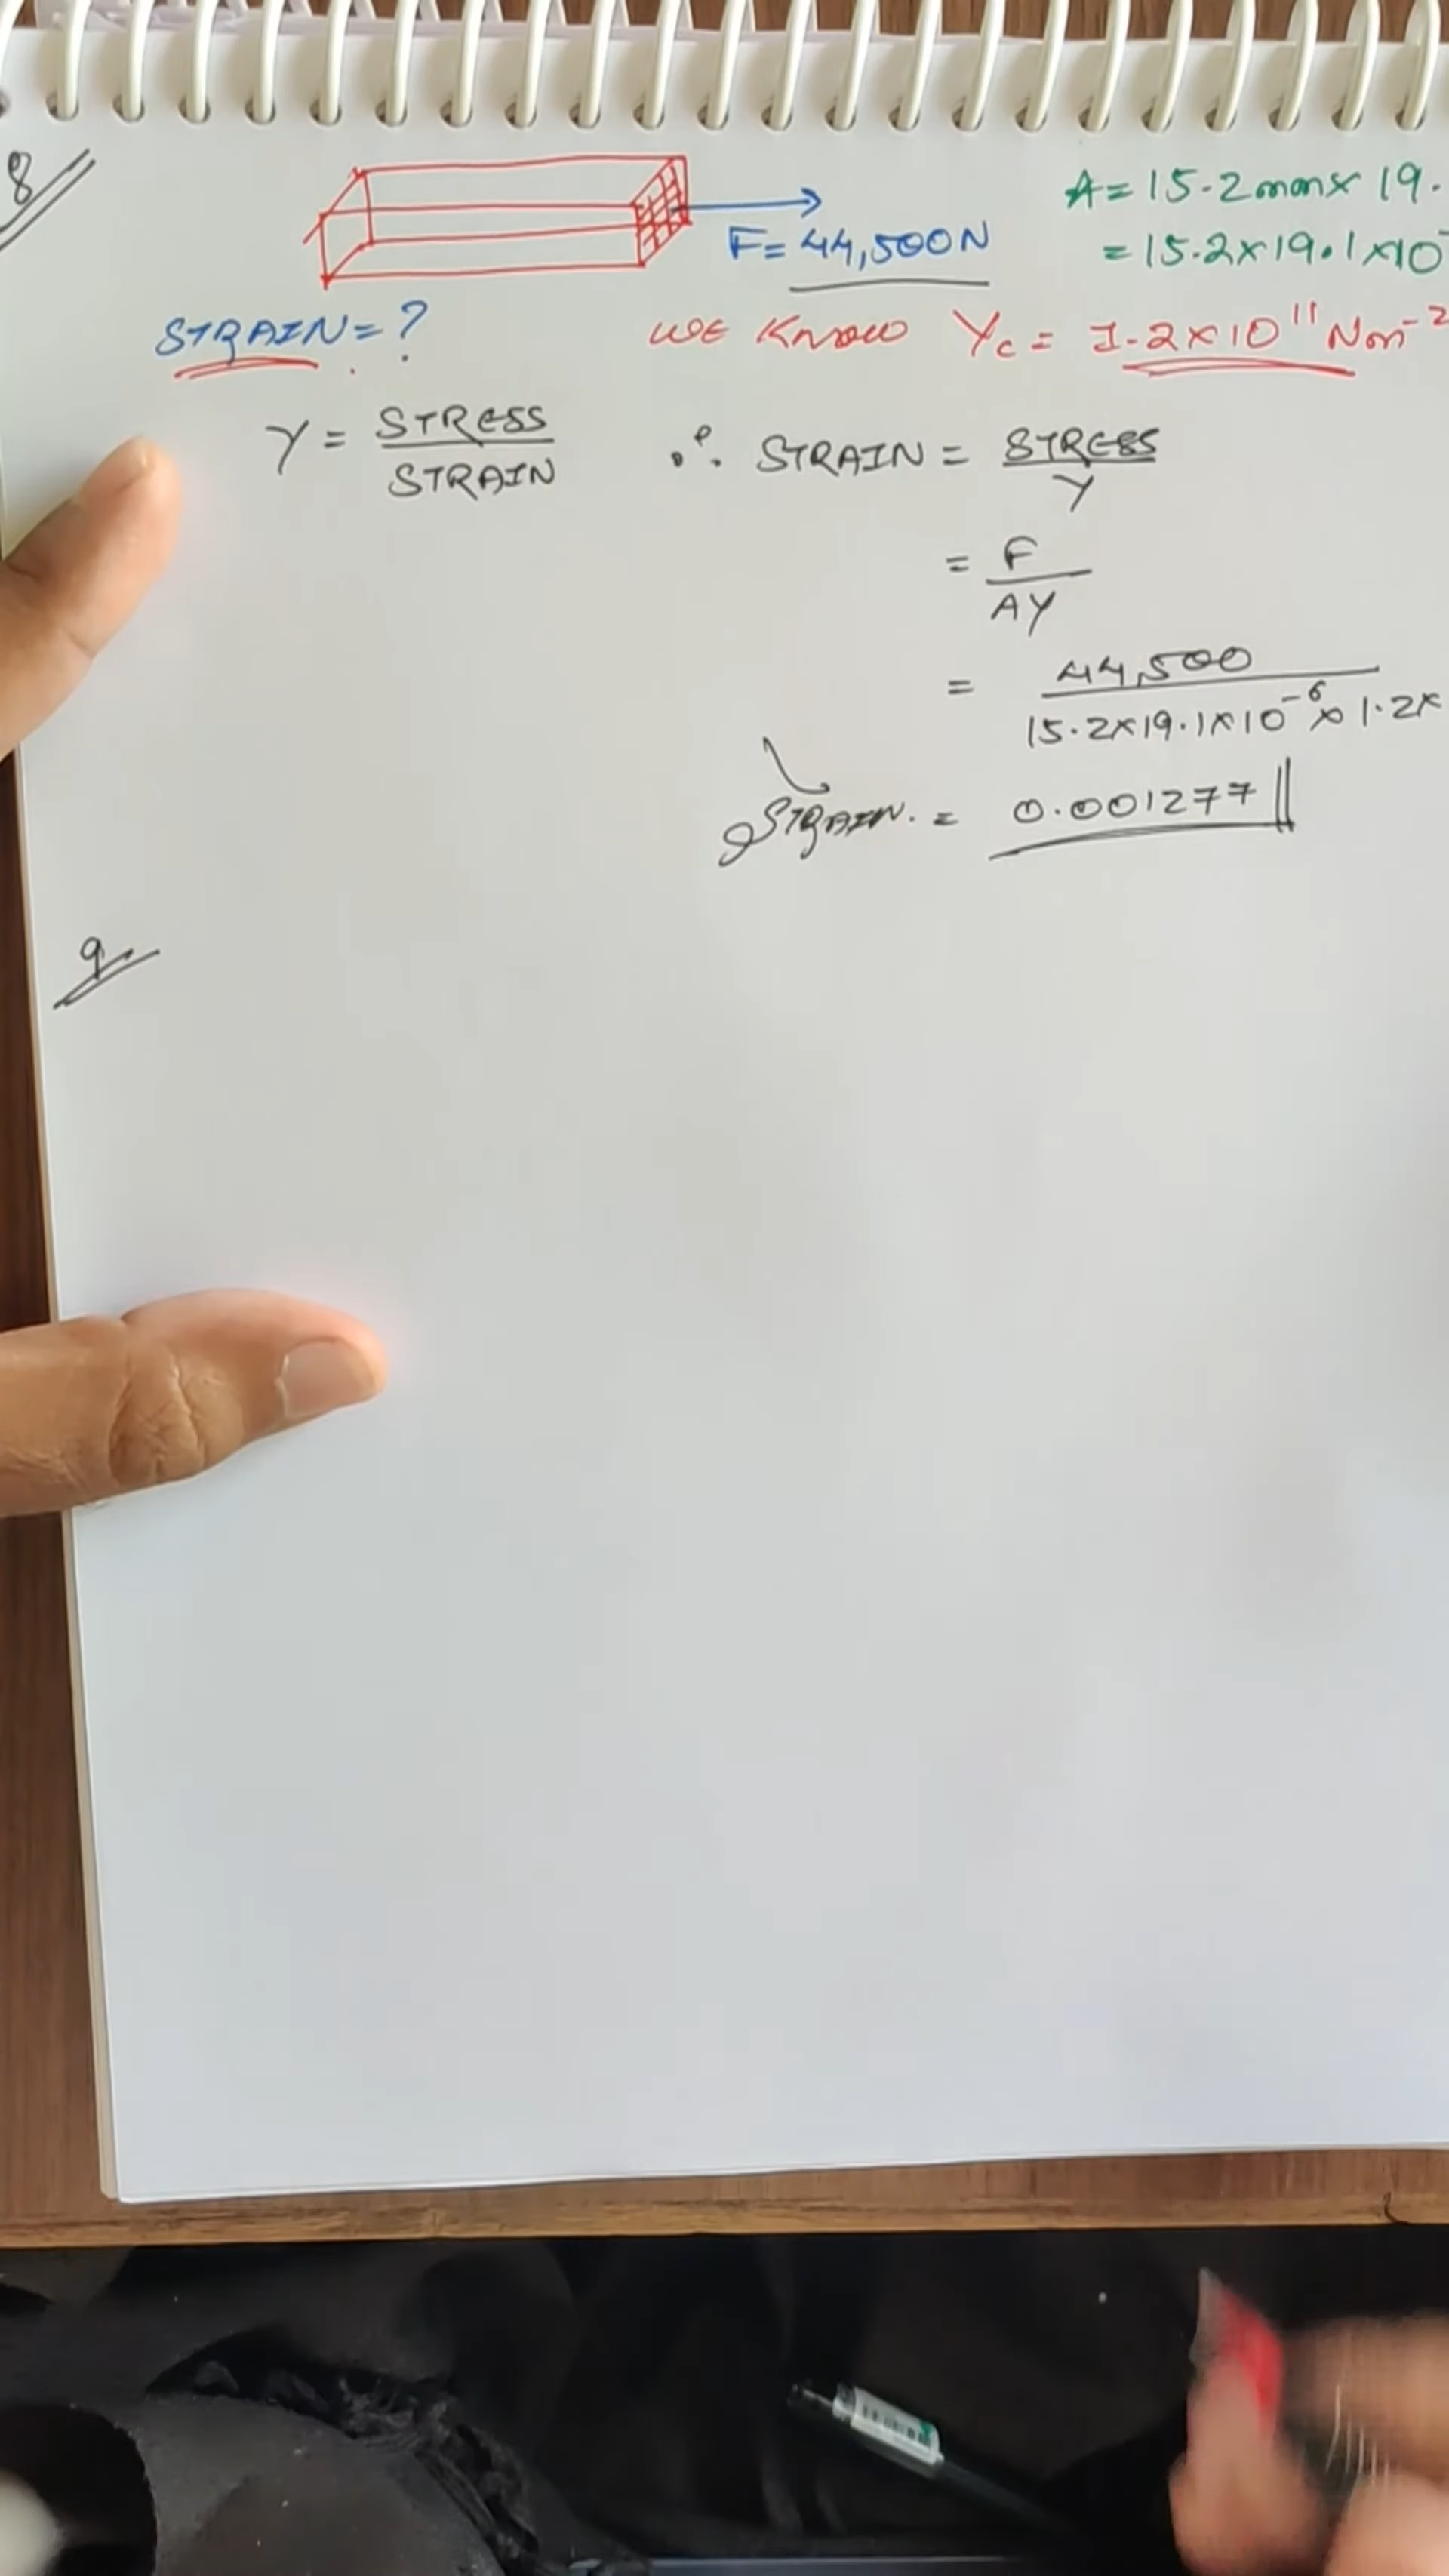 8
F = 44,500N
A = 15.2mm × 19.
= 15.2×19.1×10⁻
STRAIN = ?
WE KNOW Yc = 1.2×10¹¹ Nm⁻²
Y = STRESS / STRAIN ∴ STRAIN = STRESS / Y
= F / AY
= 44,500 / 15.2×19.1×10⁻⁶ × 1.2×
STRAIN. = 0.001277
9.